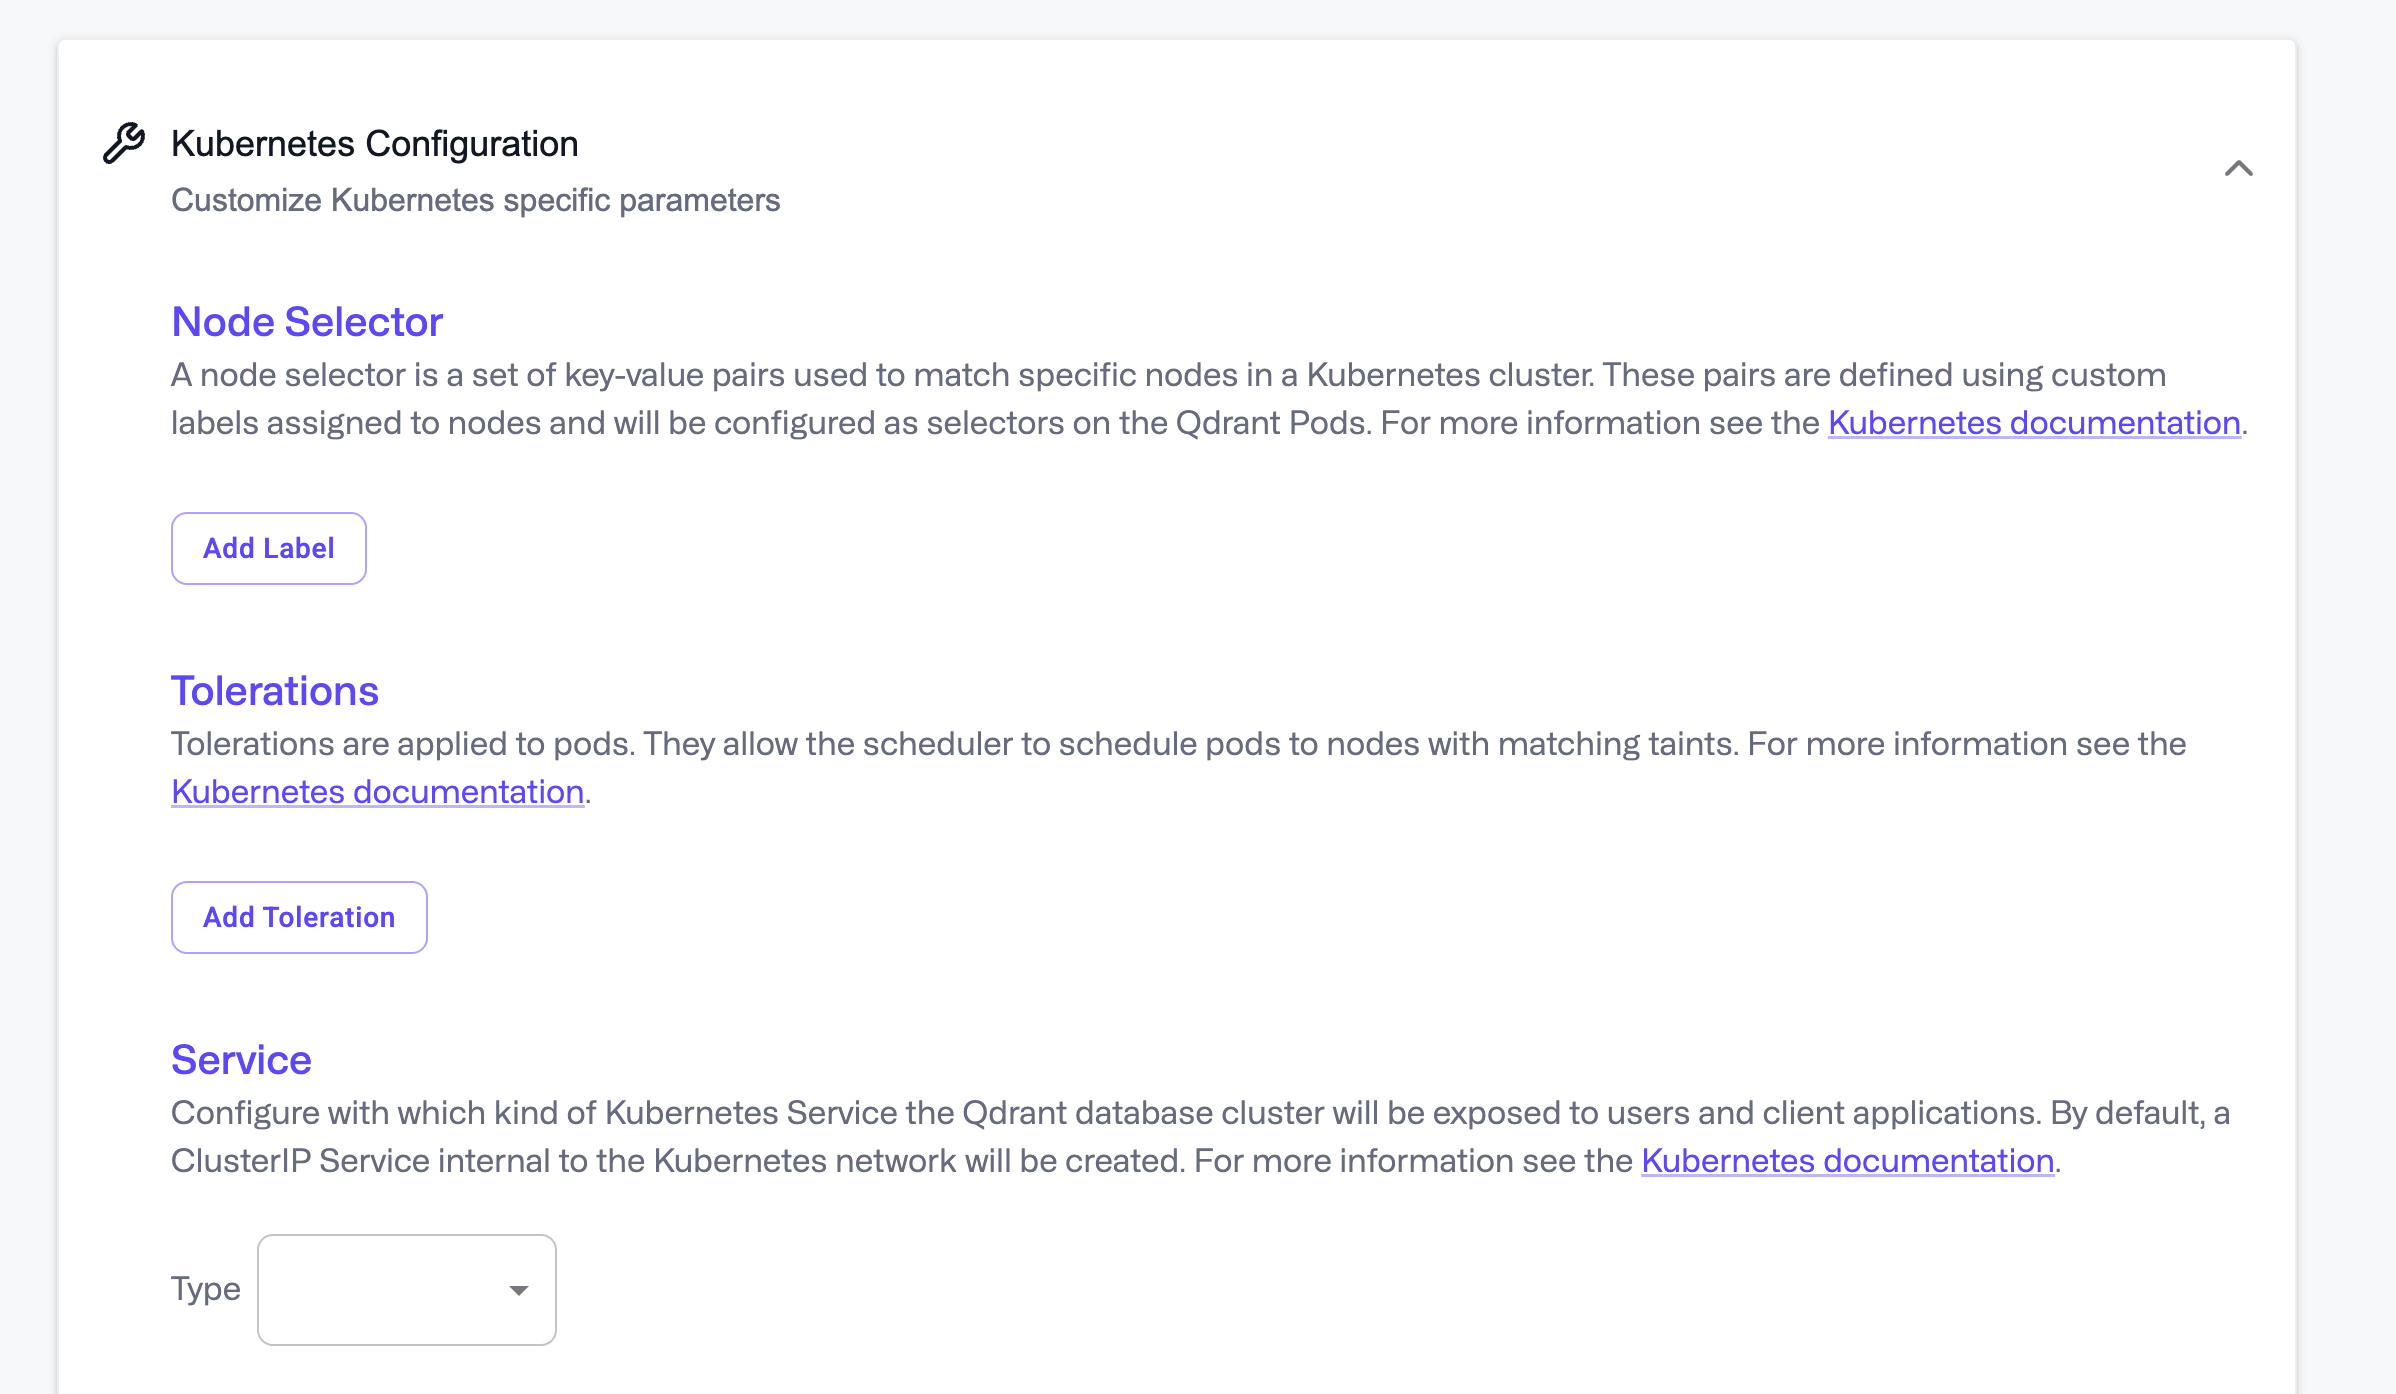 Kubernetes Configuration
Customize Kubernetes specific parameters
Node Selector
A node selector is a set of key-value pairs used to match specific nodes in a Kubernetes cluster. These pairs are defined using custom
labels assigned to nodes and will be configured as selectors on the Qdrant Pods. For more information see the Kubernetes documentation.
Add Label
Tolerations
Tolerations are applied to pods. They allow the scheduler to schedule pods to nodes with matching taints. For more information see the
Kubernetes documentation.
Add Toleration
Service
Configure with which kind of Kubernetes Service the Qdrant database cluster will be exposed to users and client applications. By default, a
ClusterIP Service internal to the Kubernetes network will be created. For more information see the Kubernetes documentation.
Type